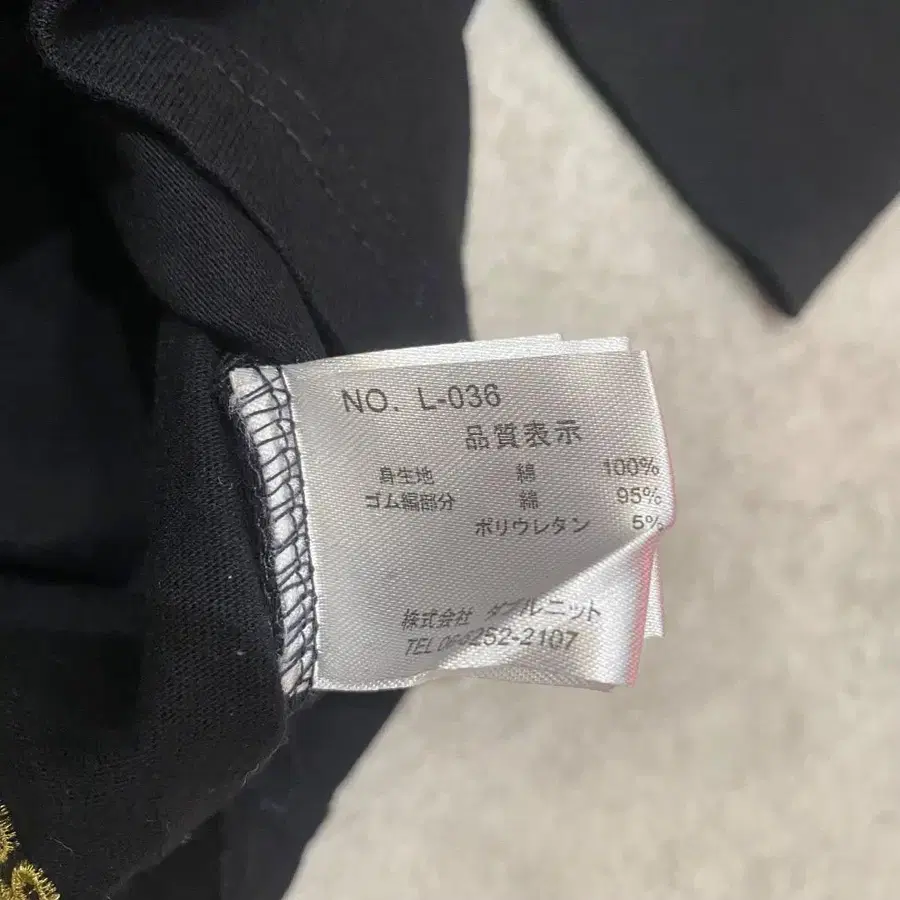 NO. L-036
品質表示
身生地 綿 100%
ゴム編部分 綿 95%
ポリウレタン 5%
株式会社 ダブルニット
TEL 06-6252-2107